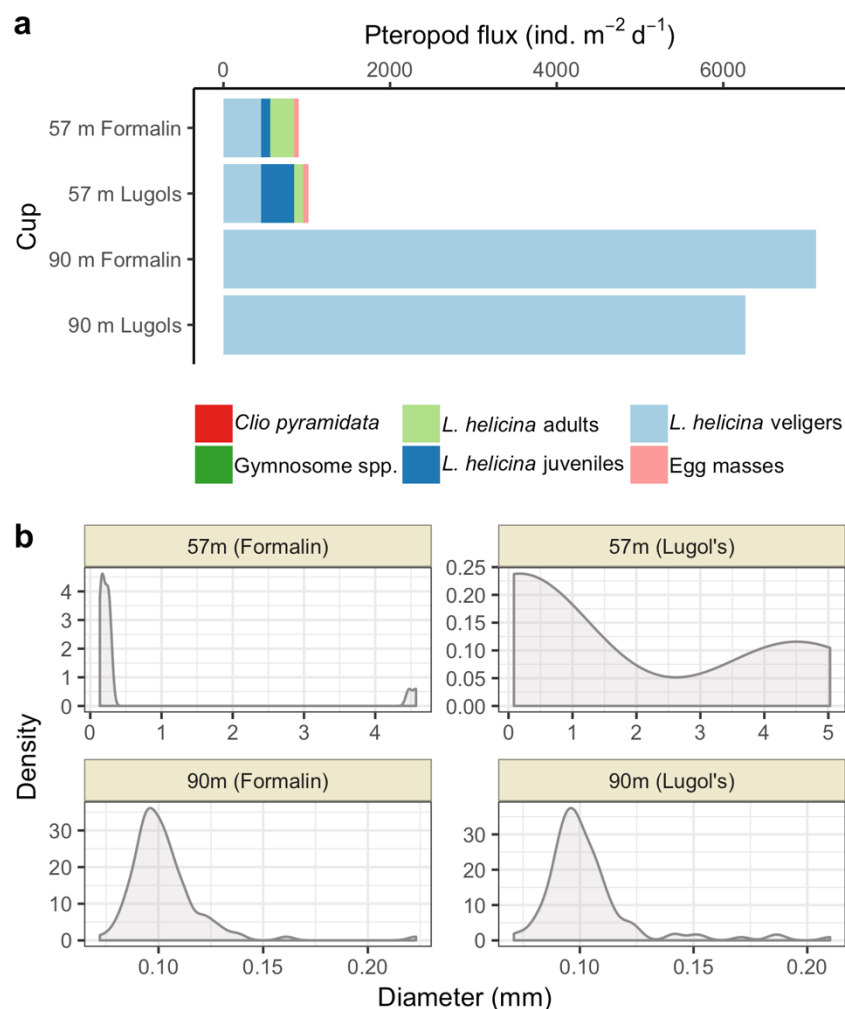 a
Pteropod flux (ind. m⁻² d⁻¹)
0 2000 4000 6000
Cup
57 m Formalin
57 m Lugols
90 m Formalin
90 m Lugols
Clio pyramidata L. helicina adults L. helicina veligers
Gymnosome spp. L. helicina juveniles Egg masses
b
57m (Formalin) 57m (Lugol's)
Density
4
3
2
1
0
0 1 2 3 4
0.25
0.20
0.15
0.10
0.05
0.00
0 1 2 3 4 5
90m (Formalin) 90m (Lugol's)
30
20
10
0
0.10 0.15 0.20
30
20
10
0
0.10 0.15 0.20
Diameter (mm)